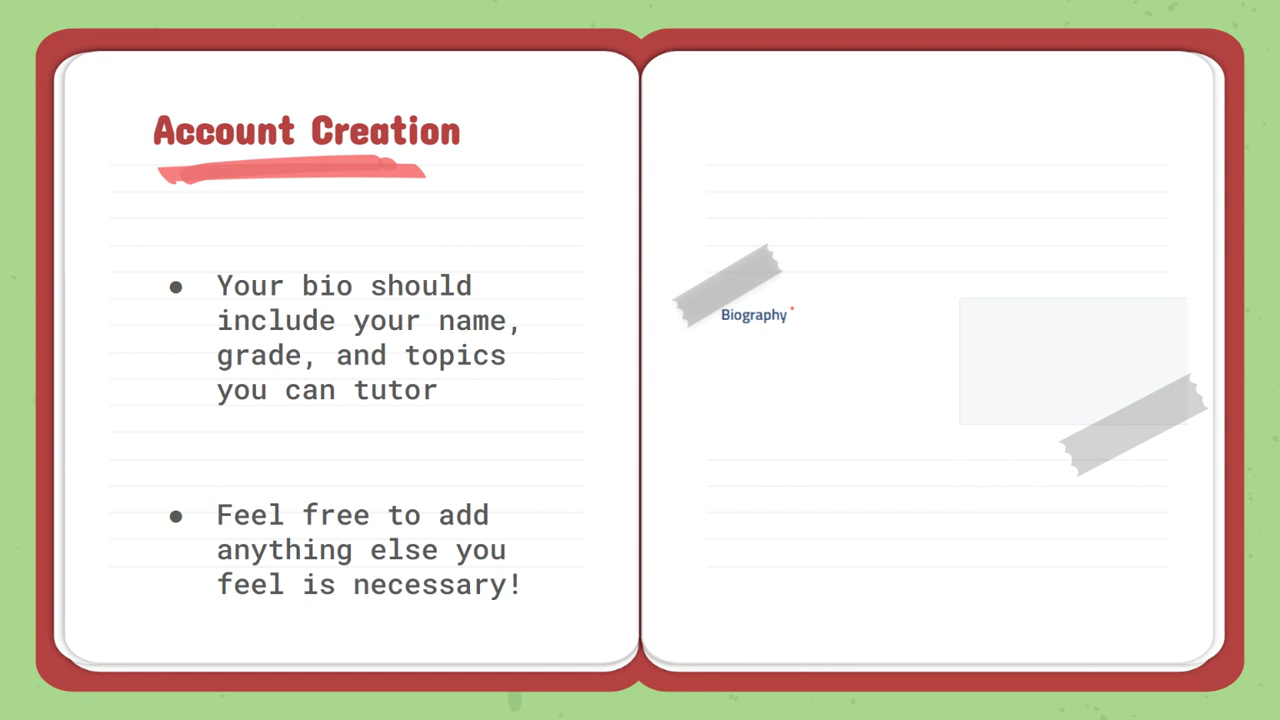 Account Creation
● Your bio should
include your name,
grade, and topics
you can tutor
● Feel free to add
anything else you
feel is necessary!
Biography *